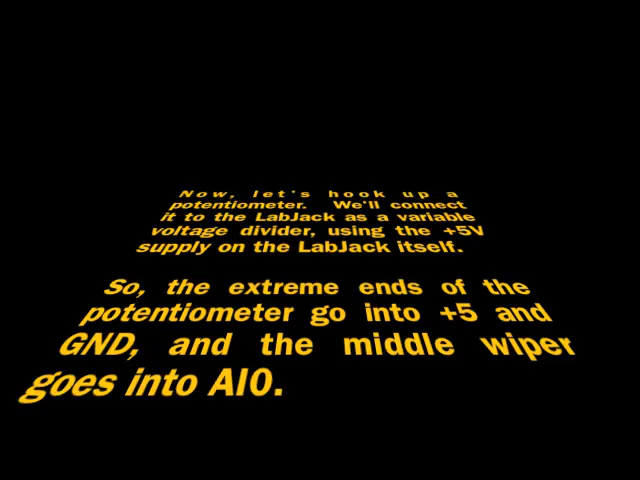 Now, let's hook up a
potentiometer. We'll connect
it to the LabJack as a variable
voltage divider, using the +5V
supply on the LabJack itself.
So, the extreme ends of the
potentiometer go into +5 and
GND, and the middle wiper
goes into AI0.